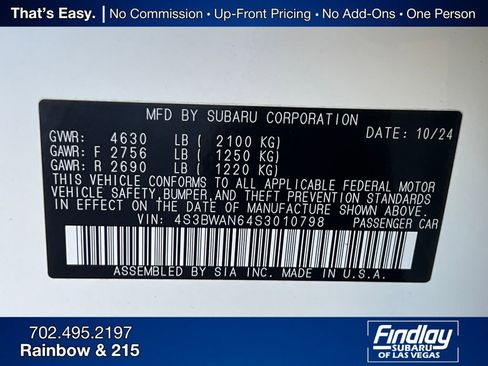 That's Easy. | No Commission • Up-Front Pricing • No Add-Ons • One Person
MFD BY SUBARU CORPORATION
GVWR: 4630 LB ( 2100 KG) DATE: 10/24
GAWR: F 2756 LB ( 1250 KG)
GAWR: R 2690 LB ( 1220 KG)
THIS VEHICLE CONFORMS TO ALL APPLICABLE FEDERAL MOTOR
VEHICLE SAFETY, BUMPER, AND THEFT PREVENTION STANDARDS
IN EFFECT ON THE DATE OF MANUFACTURE SHOWN ABOVE.
VIN: 4S3BWAN64S3010798 PASSENGER CAR
ASSEMBLED BY SIA INC. MADE IN U.S.A.
702.495.2197
Rainbow & 215
Findlay
SUBARU
OF LAS VEGAS